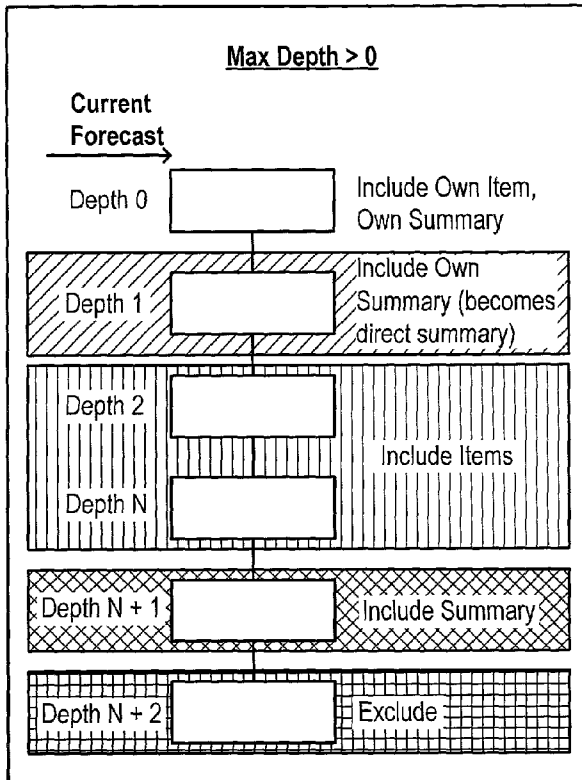 Max Depth > 0
Current
Forecast
Depth 0
Include Own Item,
Own Summary
Depth 1
Include Own
Summary (becomes
direct summary)
Depth 2
Depth N
Include Items
Depth N + 1
Include Summary
Depth N + 2
Exclude